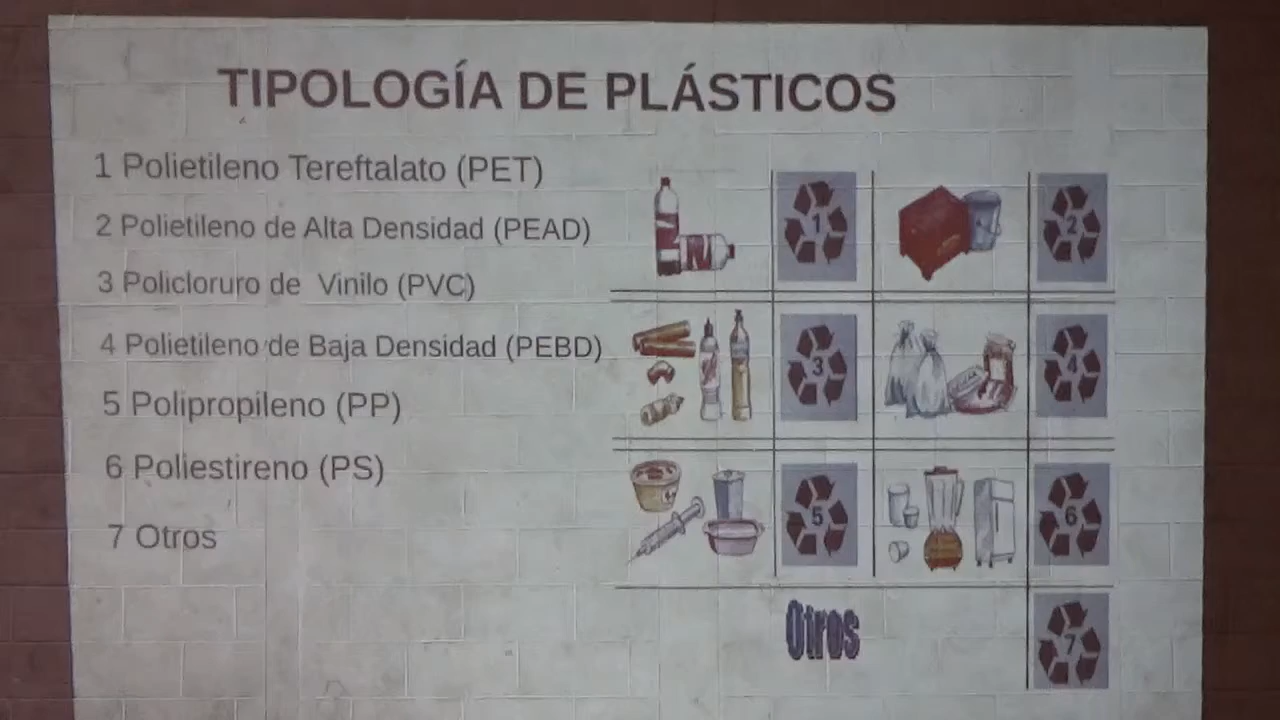 TIPOLOGÍA DE PLÁSTICOS
1 Polietileno Tereftalato (PET)
2 Polietileno de Alta Densidad (PEAD)
3 Policloruro de Vinilo (PVC)
4 Polietileno de Baja Densidad (PEBD)
5 Polipropileno (PP)
6 Poliestireno (PS)
7 Otros
1
2
3
4
5
6
Otros
7